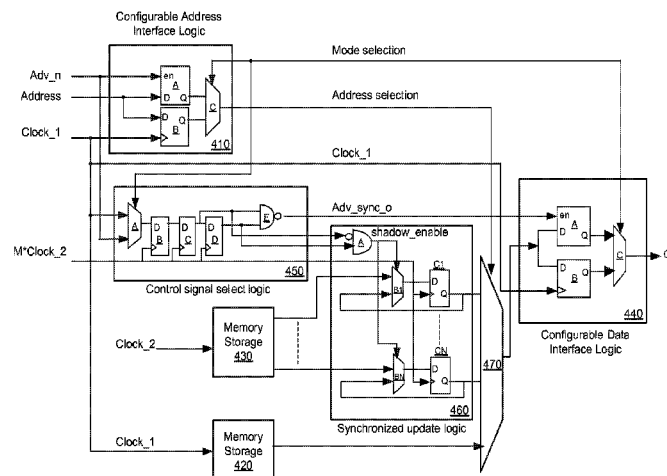 Configurable Address
Interface Logic
Mode selection
Adv_n
en
A
D Q
Address
Address selection
C
D Q
B
Clock_1
410
Clock_1
A
D
B
D
C
D
D
E
Adv_sync_o
shadow_enable
A
M*Clock_2
450
Control signal select logic
en
A
D Q
D Q
B
C
440
Configurable Data
Interface Logic
C1
B1
D
Q
Clock_2
Memory
Storage
430
CN
BN
D
Q
470
460
Synchronized update logic
Clock_1
Memory
Storage
420